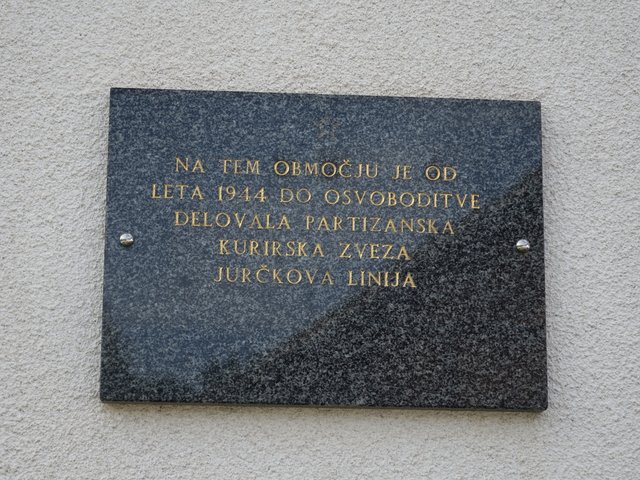 NA TEM OBMOČJU JE OD
LETA 1944 DO OSVOBODITVE
DELOVALA PARTIZANSKA
KURIRSKA ZVEZA
JURČKOVA LINIJA